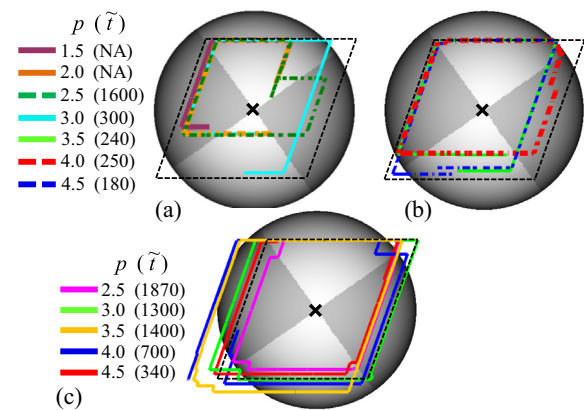 p (t̃)
1.5 (NA)
2.0 (NA)
2.5 (1600)
3.0 (300)
3.5 (240)
4.0 (250)
4.5 (180)
(a)
(b)
p (t̃)
2.5 (1870)
3.0 (1300)
3.5 (1400)
4.0 (700)
4.5 (340)
(c)